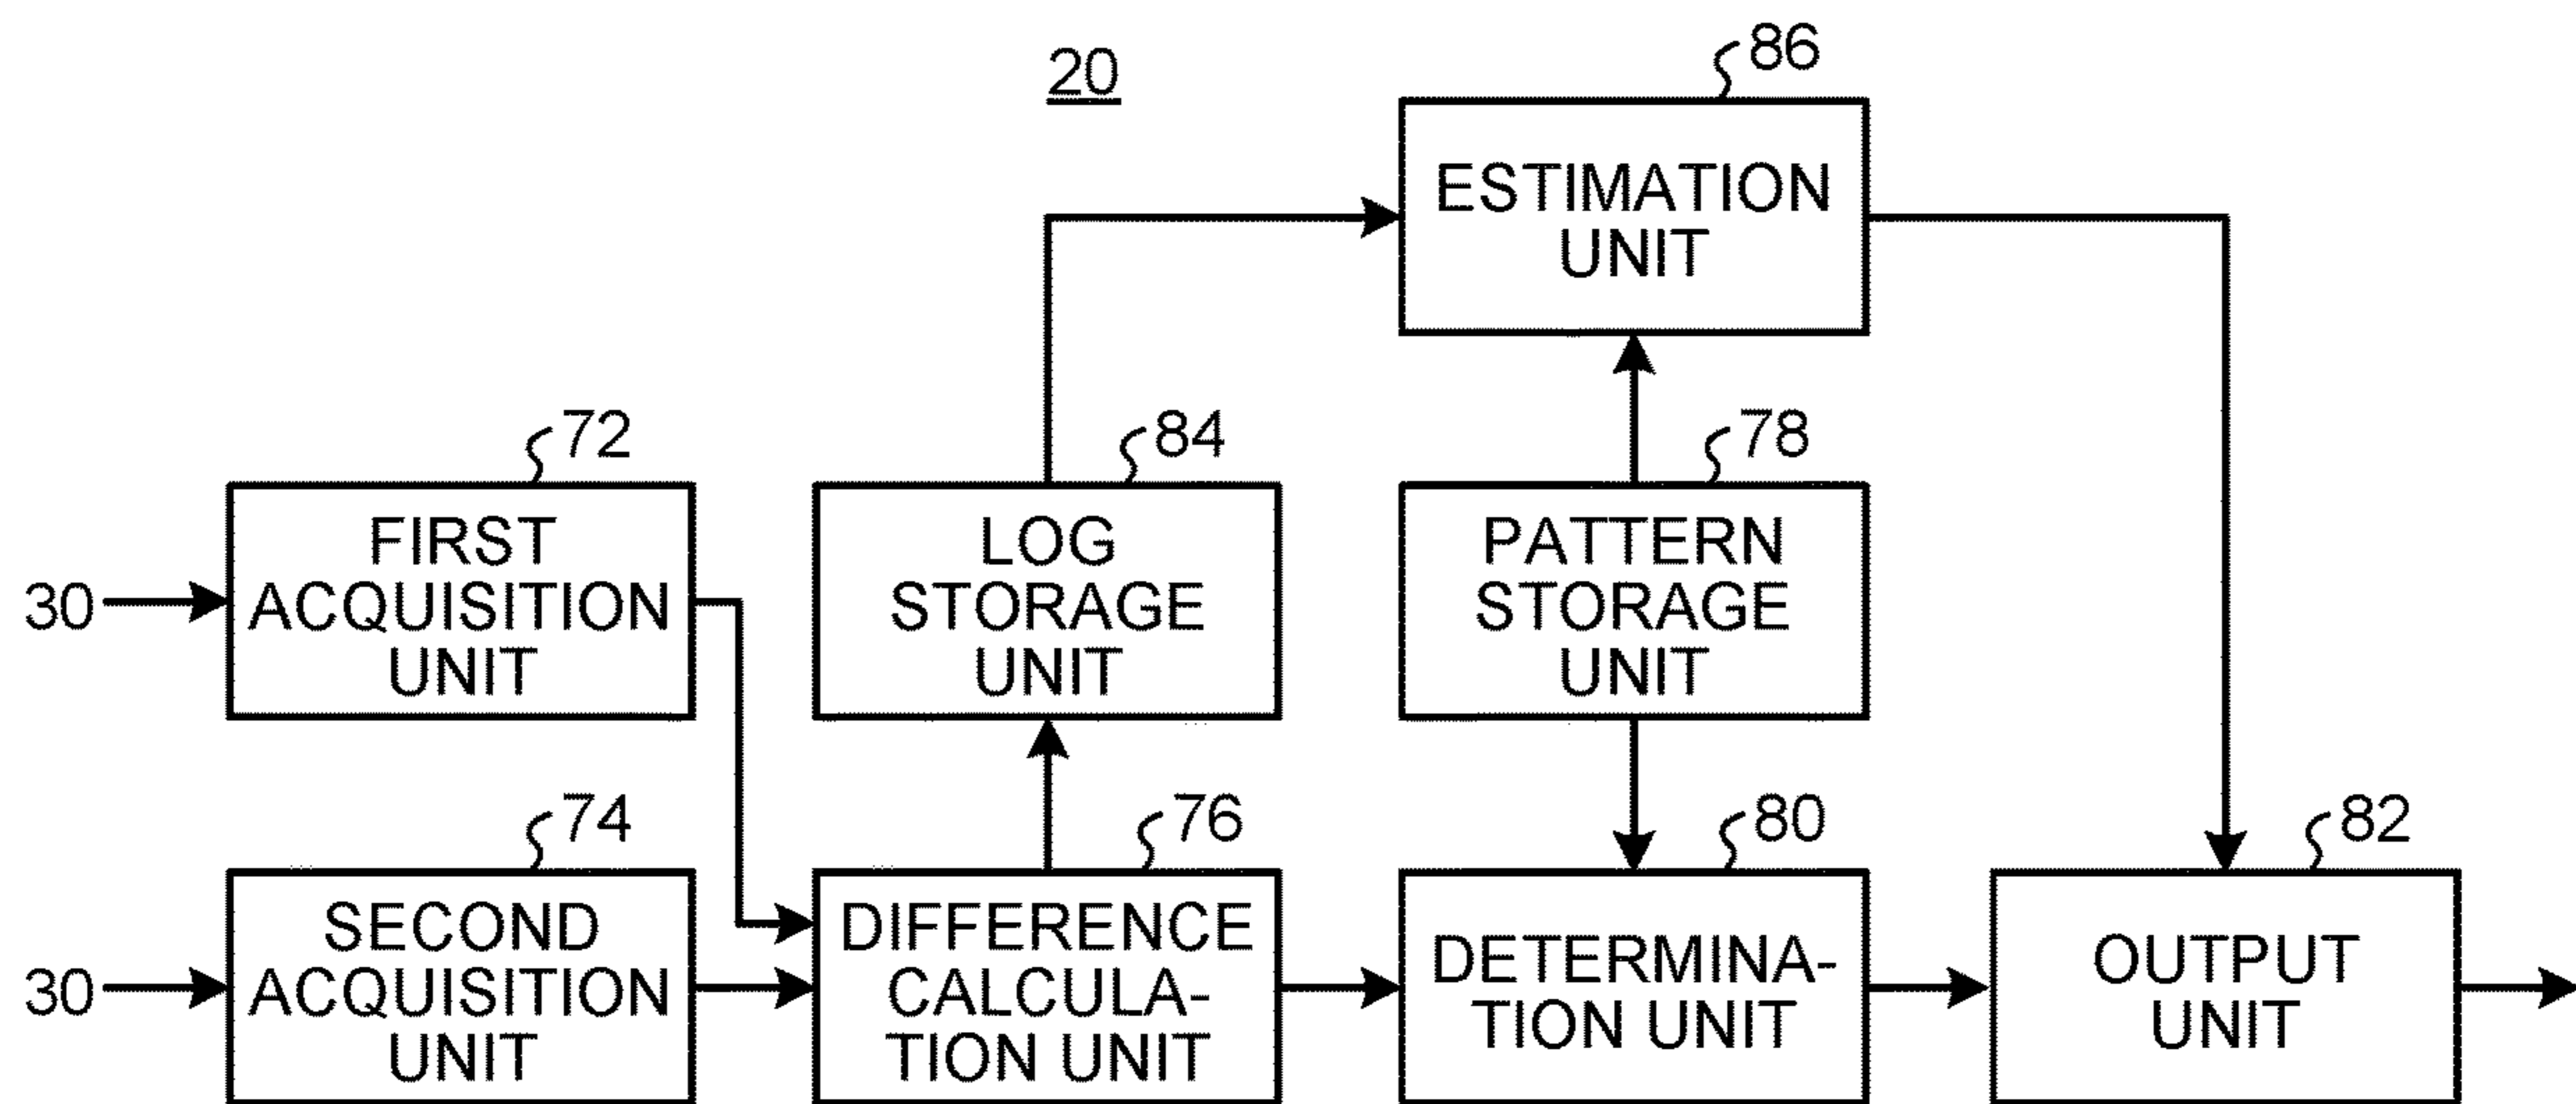 20
86
ESTIMATION
UNIT
72
84
78
FIRST
ACQUISITION
UNIT
LOG
STORAGE
UNIT
PATTERN
STORAGE
UNIT
30
74
76
80
82
SECOND
ACQUISITION
UNIT
DIFFERENCE
CALCULA-
TION UNIT
DETERMINA-
TION UNIT
OUTPUT
UNIT
30